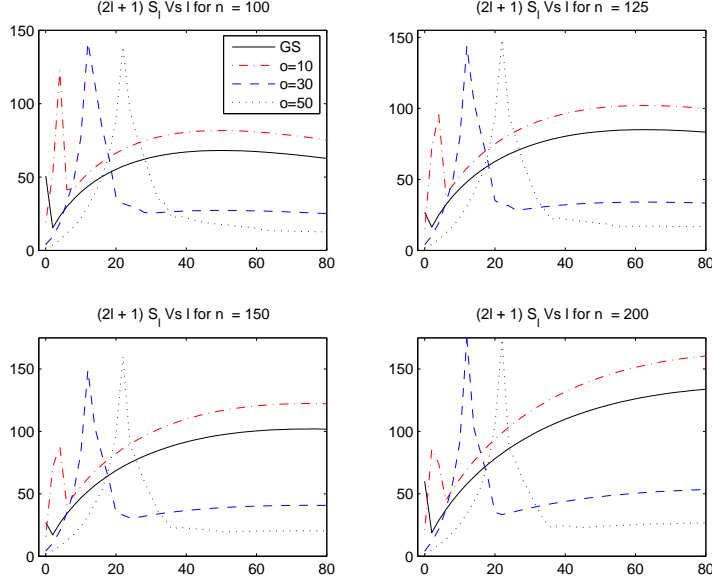 (2l + 1) S_l Vs l for n = 100
150
100
50
0
0 20 40 60 80
GS
o=10
o=30
o=50
(2l + 1) S_l Vs l for n = 125
150
100
50
0
0 20 40 60 80
(2l + 1) S_l Vs l for n = 150
150
100
50
0
0 20 40 60 80
(2l + 1) S_l Vs l for n = 200
150
100
50
0
0 20 40 60 80